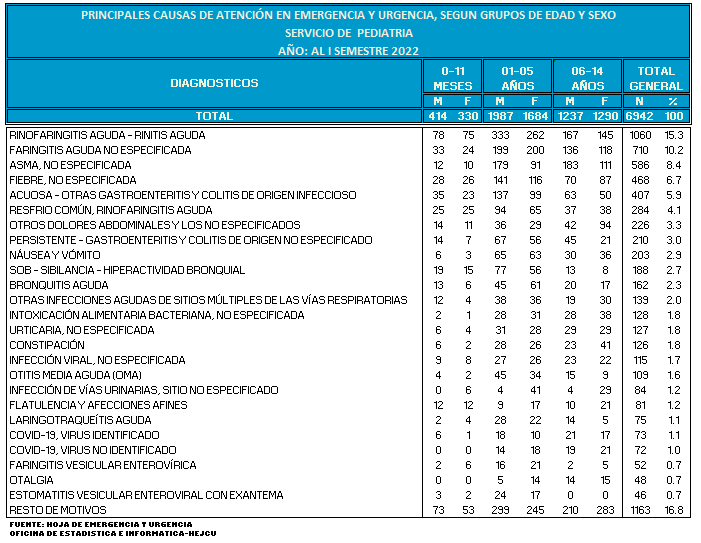 PRINCIPALES CAUSAS DE ATENCIÓN EN EMERGENCIA Y URGENCIA, SEGUN GRUPOS DE EDAD Y SEXO
SERVICIO DE PEDIATRIA
AÑO: AL I SEMESTRE 2022
DIAGNOSTICOS 0-11 MESES 01-05 AÑOS 06-14 AÑOS TOTAL GENERAL
M F M F M F N %
TOTAL 414 330 1987 1684 1237 1290 6942 100
RINOFARINGITIS AGUDA - RINITIS AGUDA 78 75 333 262 167 145 1060 15.3
FARINGITIS AGUDA NO ESPECIFICADA 33 24 199 200 136 118 710 10.2
ASMA, NO ESPECIFICADA 12 10 179 91 183 111 586 8.4
FIEBRE, NO ESPECIFICADA 28 26 141 116 70 87 468 6.7
ACUOSA - OTRAS GASTROENTERITIS Y COLITIS DE ORIGEN INFECCIOSO 35 23 137 99 63 50 407 5.9
RESFRIO COMÚN, RINOFARINGITIS AGUDA 25 25 94 65 37 38 284 4.1
OTROS DOLORES ABDOMINALES Y LOS NO ESPECIFICADOS 14 11 36 29 42 94 226 3.3
PERSISTENTE - GASTROENTERITIS Y COLITIS DE ORIGEN NO ESPECIFICADO 14 7 67 56 45 21 210 3.0
NÁUSEA Y VÓMITO 6 3 65 63 30 36 203 2.9
SOB - SIBILANCIA - HIPERACTIVIDAD BRONQUIAL 19 15 77 56 13 8 188 2.7
BRONQUITIS AGUDA 13 6 45 61 20 17 162 2.3
OTRAS INFECCIONES AGUDAS DE SITIOS MÚLTIPLES DE LAS VÍAS RESPIRATORIAS 12 4 38 36 19 30 139 2.0
INTOXICACIÓN ALIMENTARIA BACTERIANA, NO ESPECIFICADA 2 1 28 31 28 38 128 1.8
URTICARIA, NO ESPECIFICADA 6 4 31 28 29 29 127 1.8
CONSTIPACIÓN 6 2 28 26 23 41 126 1.8
INFECCIÓN VIRAL, NO ESPECIFICADA 9 8 27 26 23 22 115 1.7
OTITIS MEDIA AGUDA (OMA) 4 2 45 34 15 9 109 1.6
INFECCIÓN DE VÍAS URINARIAS, SITIO NO ESPECIFICADO 0 6 4 41 4 29 84 1.2
FLATULENCIA Y AFECCIONES AFINES 12 12 9 17 10 21 81 1.2
LARINGOTRAQUEÍTIS AGUDA 2 4 28 22 14 5 75 1.1
COVID-19, VIRUS IDENTIFICADO 6 1 18 10 21 17 73 1.1
COVID-19, VIRUS NO IDENTIFICADO 0 0 14 18 19 21 72 1.0
FARINGITIS VESICULAR ENTEROVÍRICA 2 6 16 21 2 5 52 0.7
OTALGIA 0 0 5 14 14 15 48 0.7
ESTOMATITIS VESICULAR ENTEROVIRAL CON EXANTEMA 3 2 24 17 0 0 46 0.7
RESTO DE MOTIVOS 73 53 299 245 210 283 1163 16.8
FUENTE: HOJA DE EMERGENCIA Y URGENCIA
OFICINA DE ESTADISTICA E INFORMATICA-HEJCU